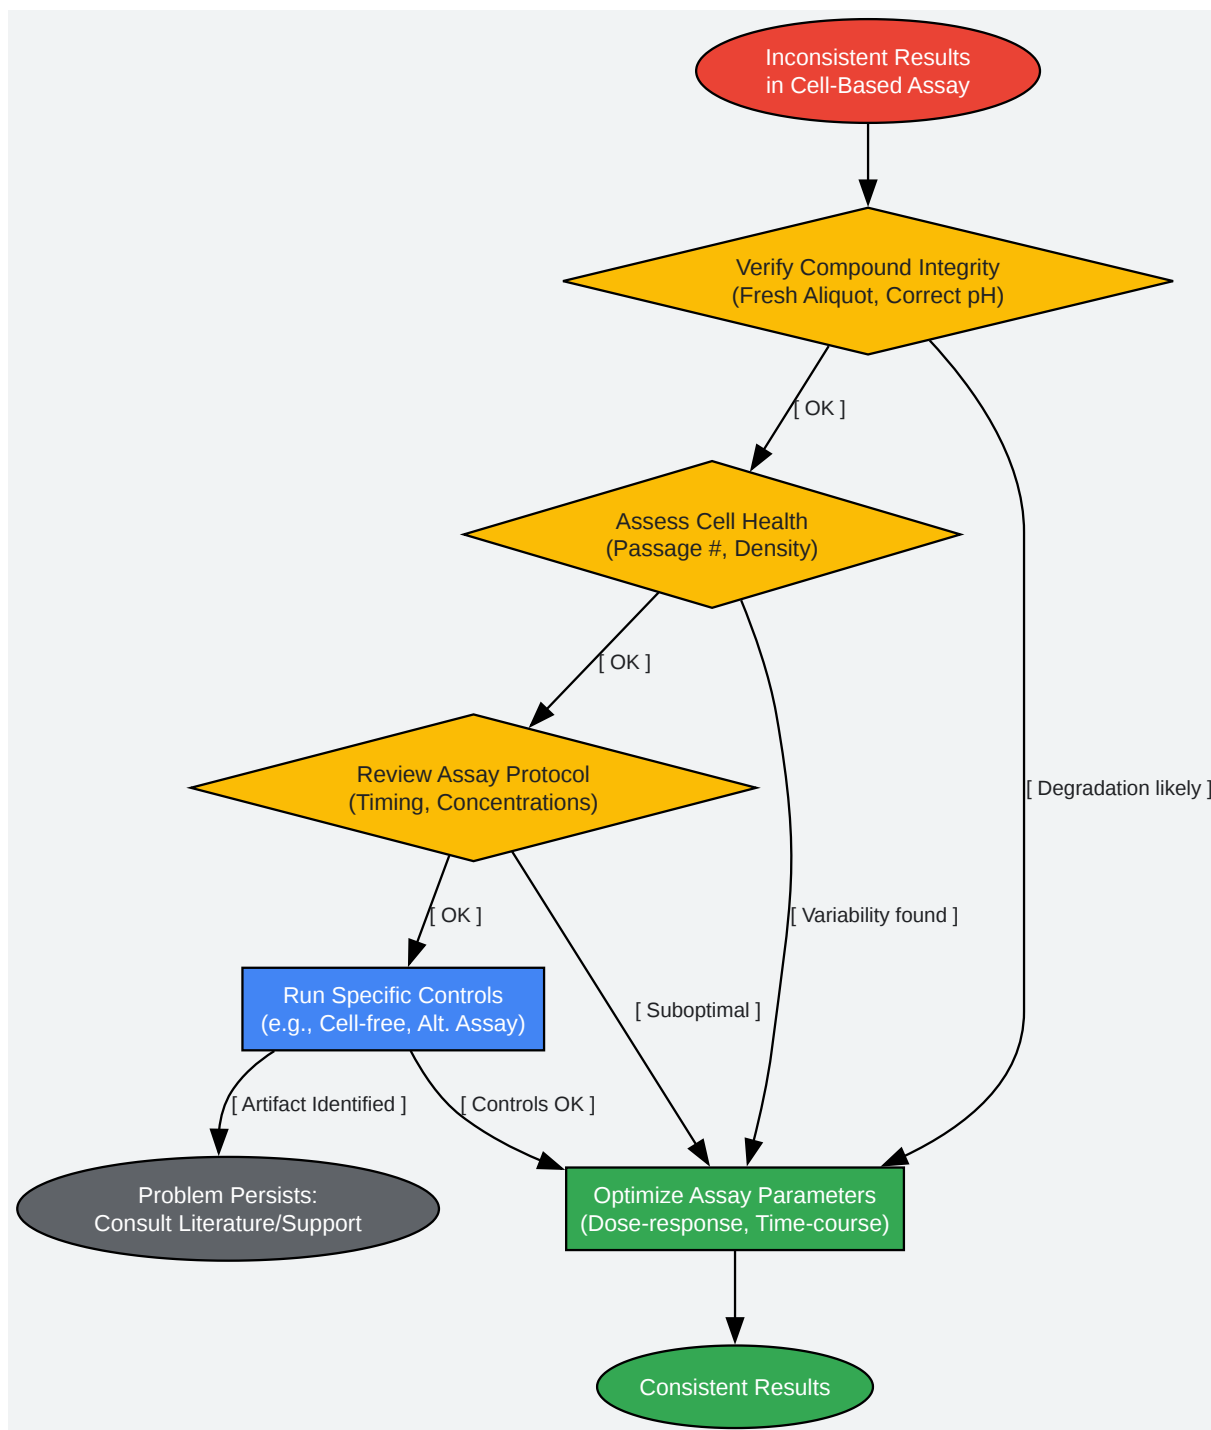 Inconsistent Results
in Cell-Based Assay
Verify Compound Integrity
(Fresh Aliquot, Correct pH)
[ OK ]
Assess Cell Health
(Passage #, Density)
[ OK ]
Review Assay Protocol
(Timing, Concentrations)
[ Degradation likely ]
[ OK ]
[ Variability found ]
Run Specific Controls
(e.g., Cell-free, Alt. Assay)
[ Suboptimal ]
[ Artifact Identified ]
[ Controls OK ]
Problem Persists:
Consult Literature/Support
Optimize Assay Parameters
(Dose-response, Time-course)
Consistent Results